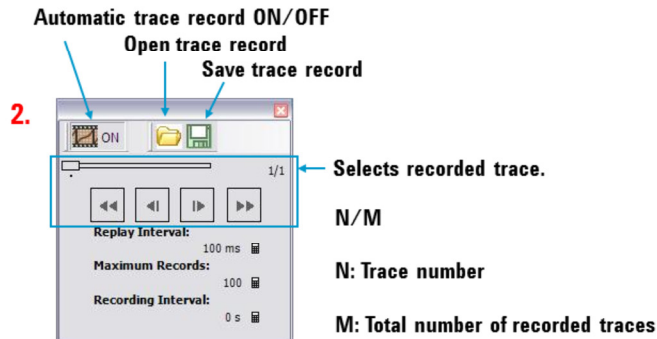 Automatic trace record ON/OFF
Open trace record
Save trace record
2.
ON
1/1
Selects recorded trace.
N/M
Replay Interval:
100 ms
Maximum Records:
100
N: Trace number
Recording Interval:
0 s
M: Total number of recorded traces